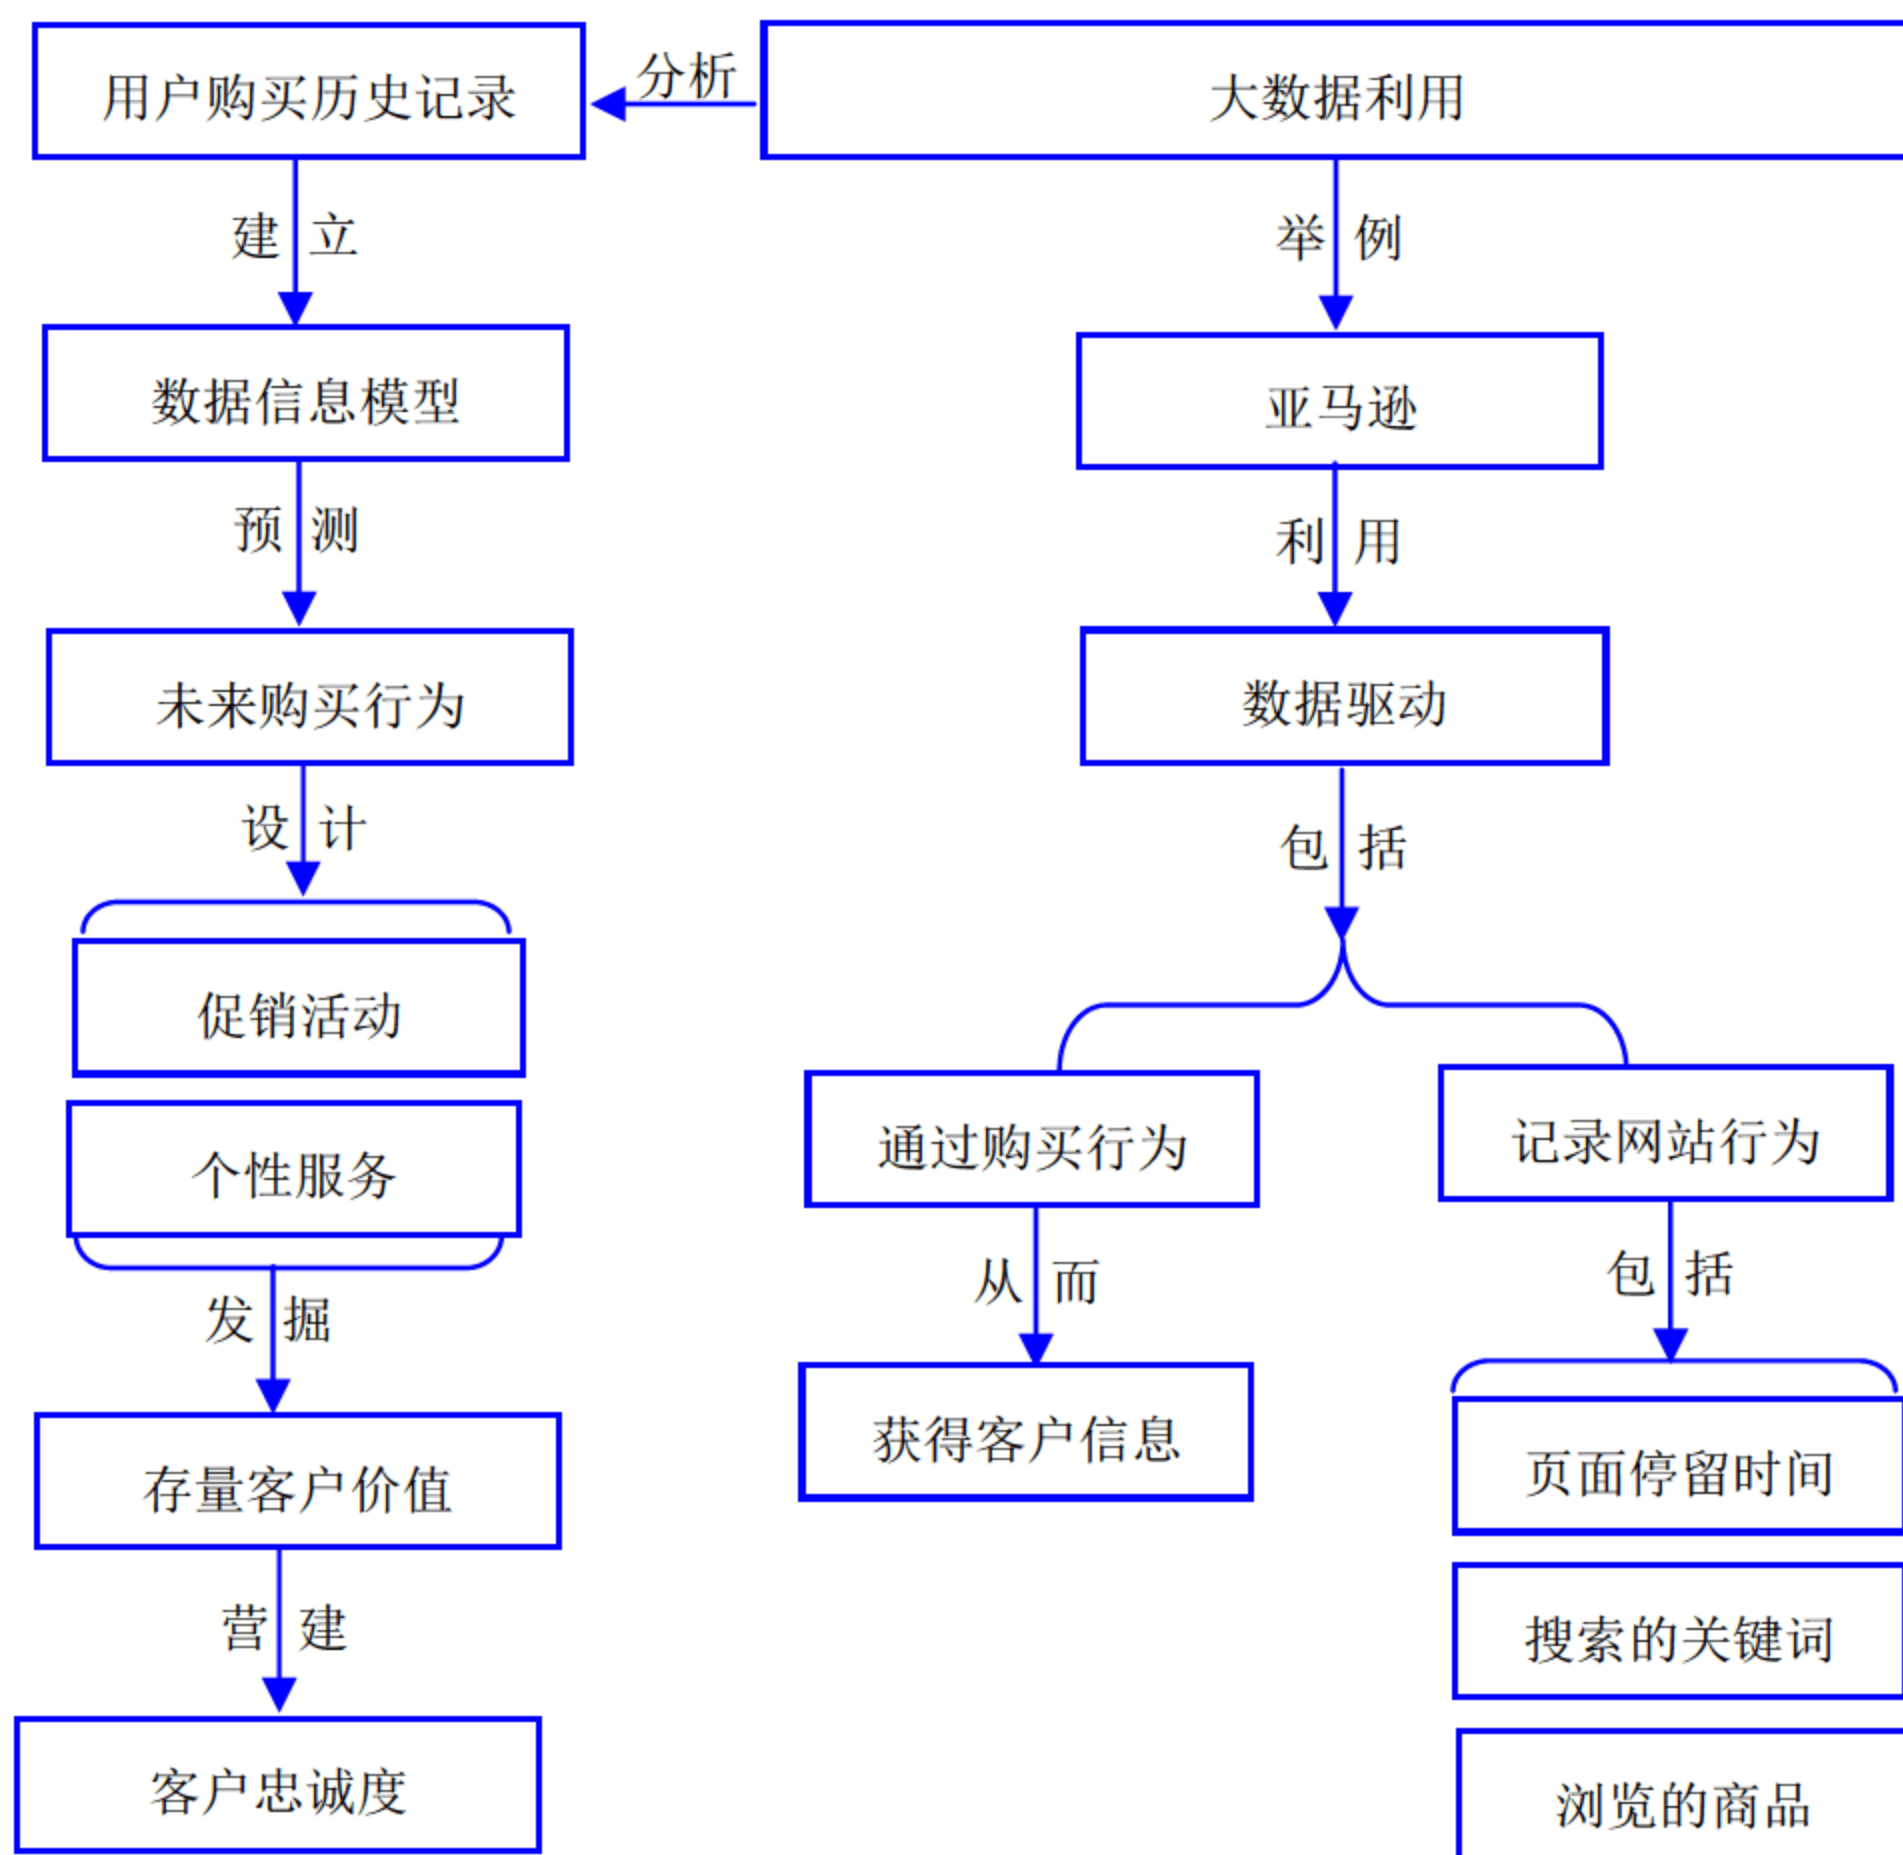 用户购买历史记录
分析
大数据利用
建立
举例
数据信息模型
亚马逊
预测
利用
未来购买行为
数据驱动
设计
包括
促销活动
个性服务
通过购买行为
记录网站行为
发掘
从而
包括
存量客户价值
获得客户信息
页面停留时间
营建
搜索的关键词
客户忠诚度
浏览的商品